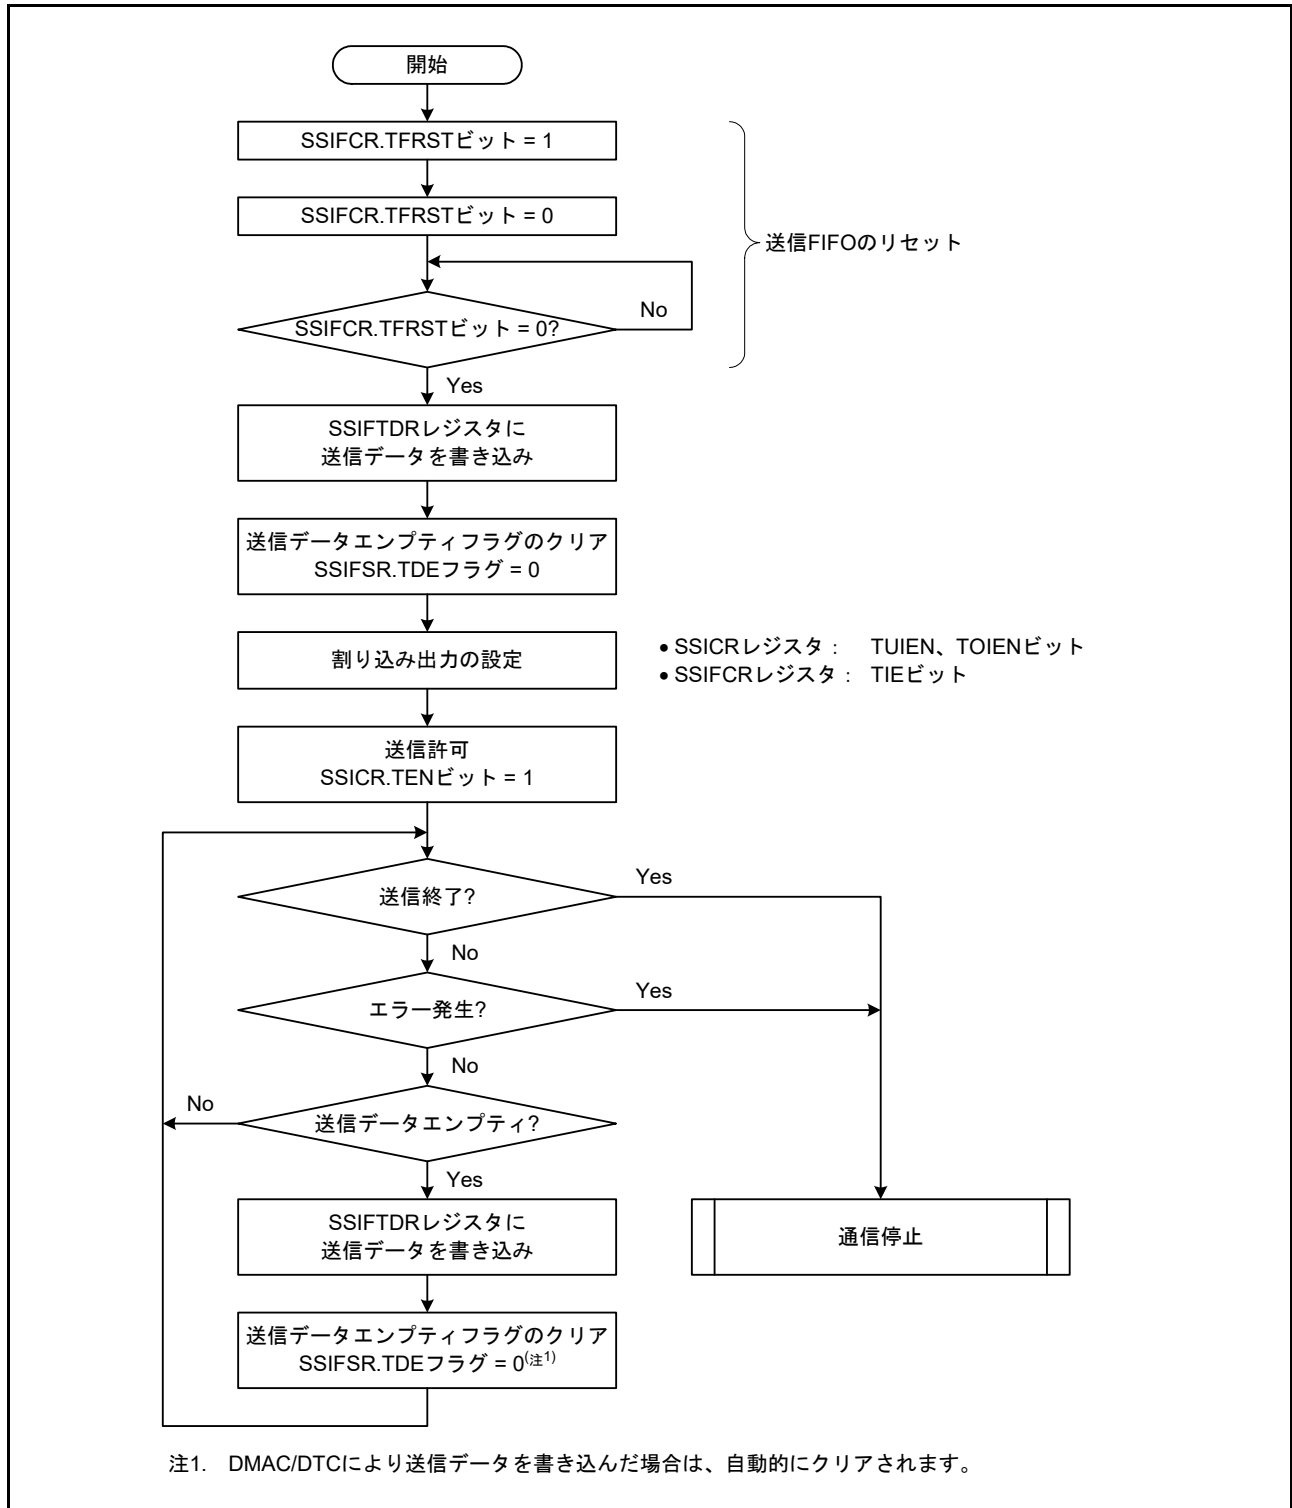 開始
SSIFCR.TFRSTビット = 1
SSIFCR.TFRSTビット = 0
送信FIFOのリセット
No
SSIFCR.TFRSTビット = 0?
Yes
SSIFTDRレジスタに
送信データを書き込み
送信データエンプティフラグのクリア
SSIFSR.TDEフラグ = 0
割り込み出力の設定
• SSICRレジスタ : TUIEN、TOIENビット
• SSIFCRレジスタ : TIEビット
送信許可
SSICR.TENビット = 1
送信終了?
Yes
No
エラー発生?
Yes
No
送信データエンプティ?
No
Yes
SSIFTDRレジスタに
送信データを書き込み
通信停止
送信データエンプティフラグのクリア
SSIFSR.TDEフラグ = 0(注1)
注1. DMAC/DTCにより送信データを書き込んだ場合は、自動的にクリアされます。